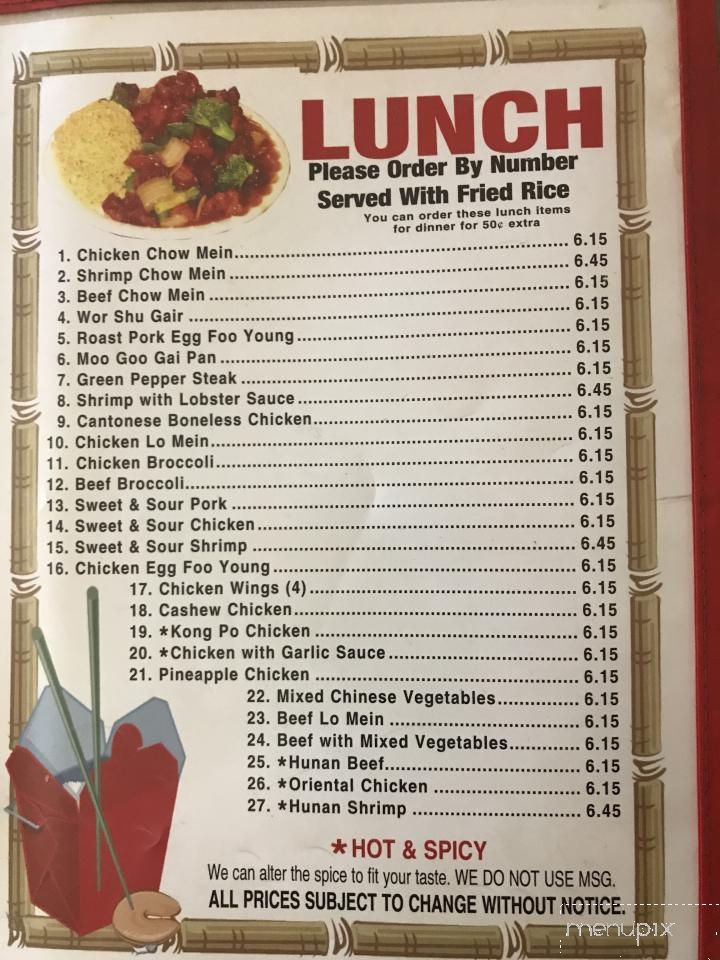 LUNCH
Please Order By Number
Served With Fried Rice
You can order these lunch items
for dinner for 50¢ extra
1. Chicken Chow Mein 6.15
2. Shrimp Chow Mein 6.45
3. Beef Chow Mein 6.15
4. Wor Shu Gair 6.15
5. Roast Pork Egg Foo Young 6.15
6. Moo Goo Gai Pan 6.15
7. Green Pepper Steak 6.15
8. Shrimp with Lobster Sauce 6.45
9. Cantonese Boneless Chicken 6.15
10. Chicken Lo Mein 6.15
11. Chicken Broccoli 6.15
12. Beef Broccoli 6.15
13. Sweet & Sour Pork 6.15
14. Sweet & Sour Chicken 6.15
15. Sweet & Sour Shrimp 6.45
16. Chicken Egg Foo Young 6.15
17. Chicken Wings (4) 6.15
18. Cashew Chicken 6.15
19. *Kong Po Chicken 6.15
20. *Chicken with Garlic Sauce 6.15
21. Pineapple Chicken 6.15
22. Mixed Chinese Vegetables 6.15
23. Beef Lo Mein 6.15
24. Beef with Mixed Vegetables 6.15
25. *Hunan Beef 6.15
26. *Oriental Chicken 6.15
27. *Hunan Shrimp 6.45
*HOT & SPICY
We can alter the spice to fit your taste. WE DO NOT USE MSG.
ALL PRICES SUBJECT TO CHANGE WITHOUT NOTICE.
menupix